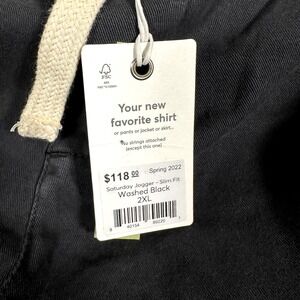 FSC
Your new
favorite shirt
or pants or jacket or skirt...
No strings attached
(except this one)
$118.00
Spring 2022
Saturday Jogger - Slim Fit
Washed Black
2XL